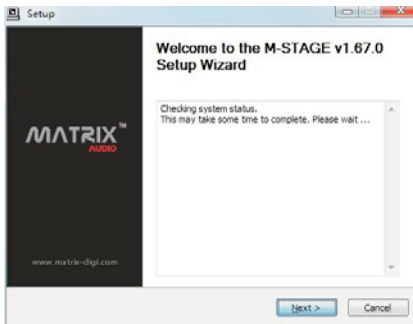 Setup
Welcome to the M-STAGE v1.67.0
Setup Wizard
Checking system status.
This may take some time to complete. Please wait ...
MATRIX™
AUDIO
www.matrix-digi.com
Next >
Cancel